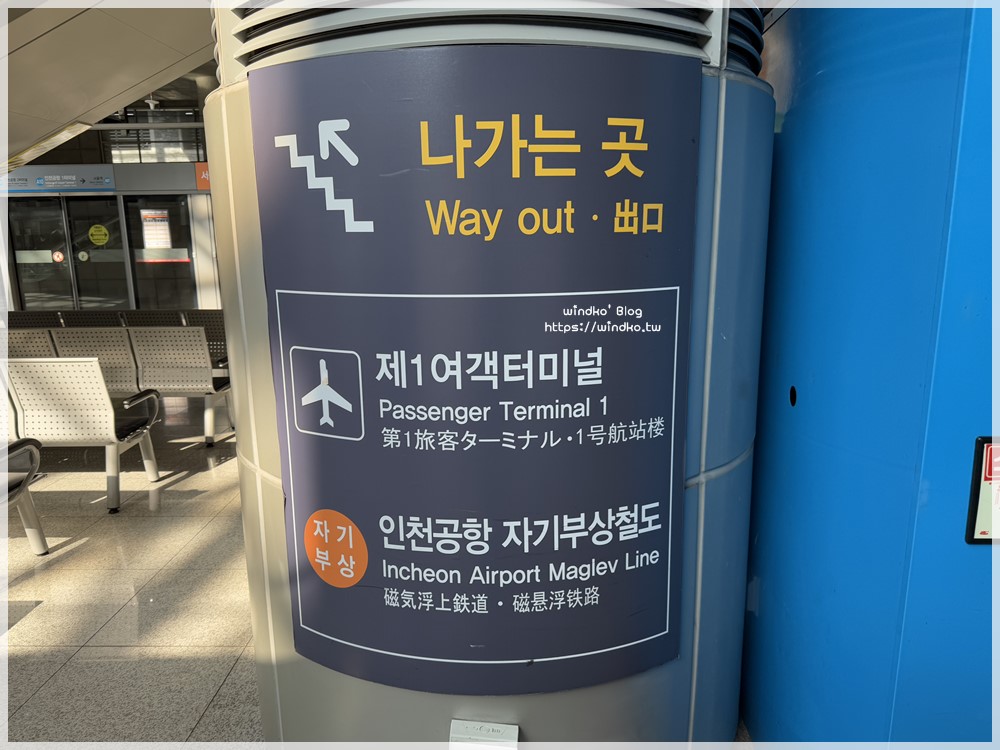 나가는 곳
Way out · 出口
windko' Blog
https://windko.tw
제1여객터미널
Passenger Terminal 1
第1旅客ターミナル・1号航站楼
자기
부상
인천공항 자기부상철도
Incheon Airport Maglev Line
磁気浮上鉄道・磁悬浮铁路